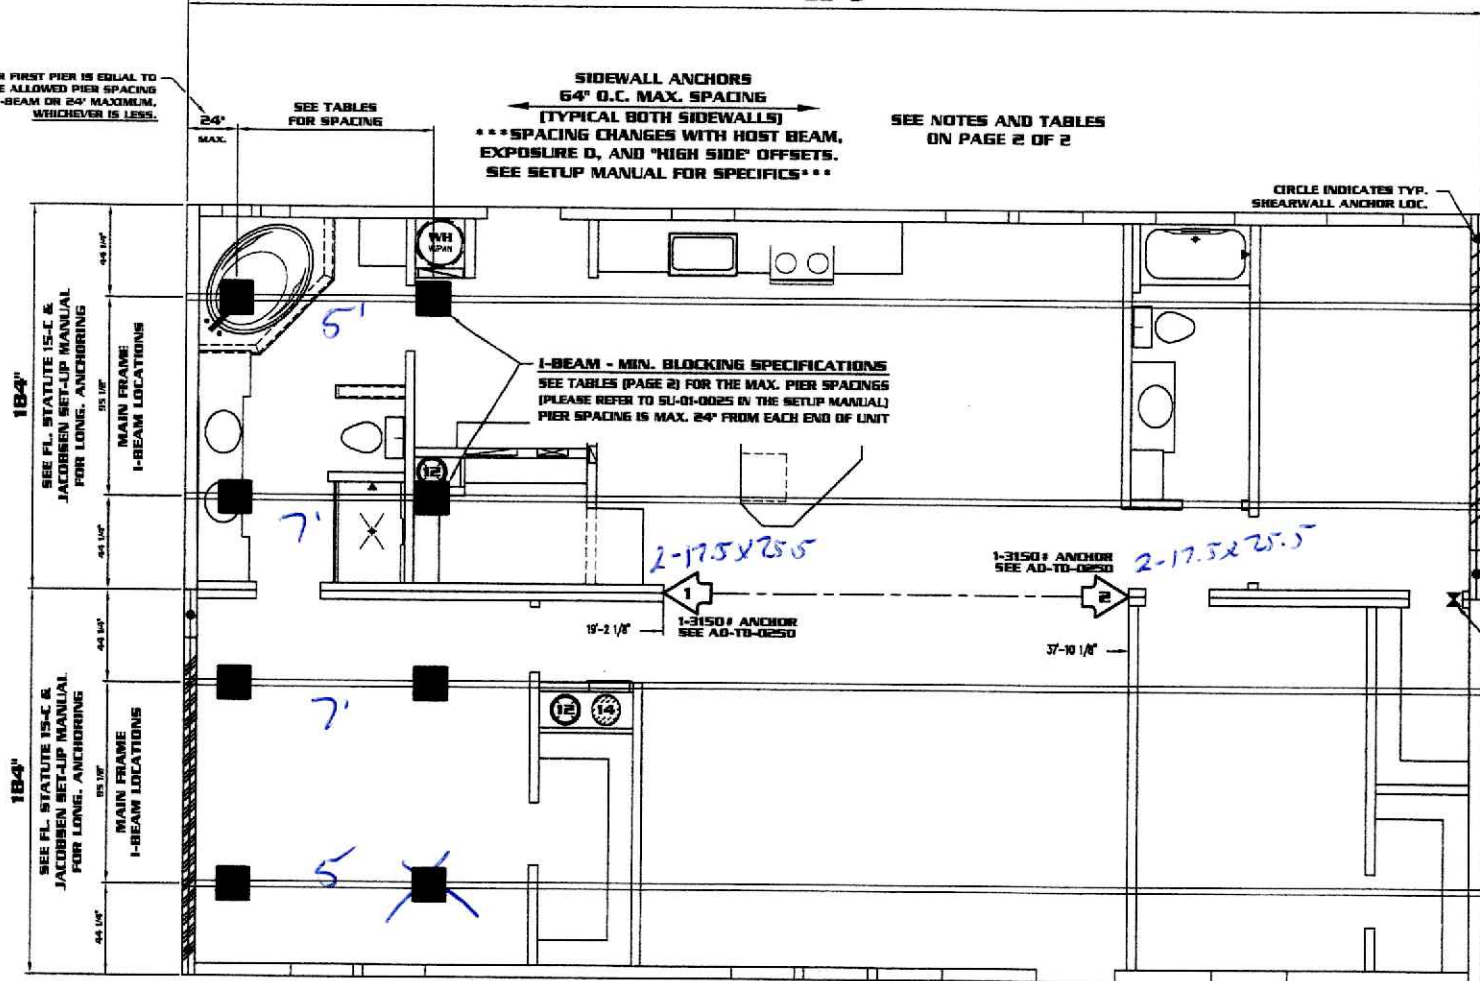 R FIRST PIER IS EQUAL TO
E ALLOWED PIER SPACING
-BEAM OR 24" MAXIMUM,
WHICHEVER IS LESS.
24"
MAX.
SEE TABLES
FOR SPACING
SIDEWALL ANCHORS
64" O.C. MAX. SPACING
(TYPICAL BOTH SIDEWALLS)
***SPACING CHANGES WITH HOST BEAM,
EXPOSURE D, AND "HIGH SIDE" OFFSETS.
SEE SETUP MANUAL FOR SPECIFICS***
SEE NOTES AND TABLES
ON PAGE 2 OF 2
CIRCLE INDICATES TYP.
SHEARWALL ANCHOR LOC.
184"
SEE FL. STATUTE 15-C &
JACOBSEN SET-UP MANUAL
FOR LONG. ANCHORING
44 1/4"
MAIN FRAME
I-BEAM LOCATIONS
95 1/8"
44 1/4"
WH
W/PAN
5'
I-BEAM - MIN. BLOCKING SPECIFICATIONS
SEE TABLES (PAGE 2) FOR THE MAX. PIER SPACINGS
(PLEASE REFER TO SU-01-0025 IN THE SETUP MANUAL)
PIER SPACING IS MAX. 24" FROM EACH END OF UNIT
12
7'
2-17.5x25.5
1-3150# ANCHOR
SEE AD-TD-0250
2-17.5x25.5
1
2
19'-2 1/8"
1-3150# ANCHOR
SEE AD-TD-0250
37'-10 1/8"
184"
SEE FL. STATUTE 15-C &
JACOBSEN SET-UP MANUAL
FOR LONG. ANCHORING
44 1/4"
MAIN FRAME
I-BEAM LOCATIONS
95 1/8"
44 1/4"
7'
12
14
5